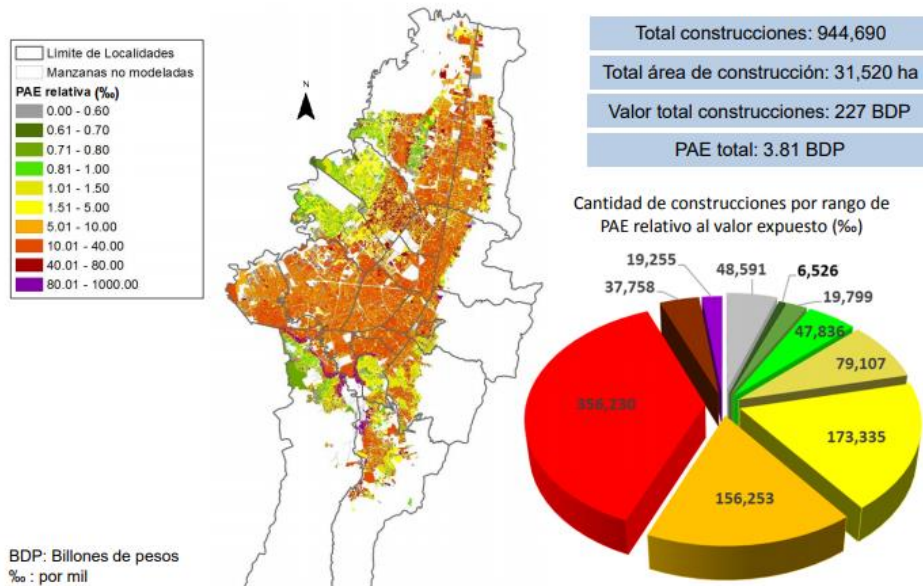 Límite de Localidades
Manzanas no modeladas
PAE relativa (‰)
0.00 - 0.60
0.61 - 0.70
0.71 - 0.80
0.81 - 1.00
1.01 - 1.50
1.51 - 5.00
5.01 - 10.00
10.01 - 40.00
40.01 - 80.00
80.01 - 1000.00
N
Total construcciones: 944,690
Total área de construcción: 31,520 ha
Valor total construcciones: 227 BDP
PAE total: 3.81 BDP
Cantidad de construcciones por rango de
PAE relativo al valor expuesto (‰)
19,255
48,591
6,526
37,758
19,799
47,836
79,107
356,230
173,335
156,253
BDP: Billones de pesos
‰ : por mil